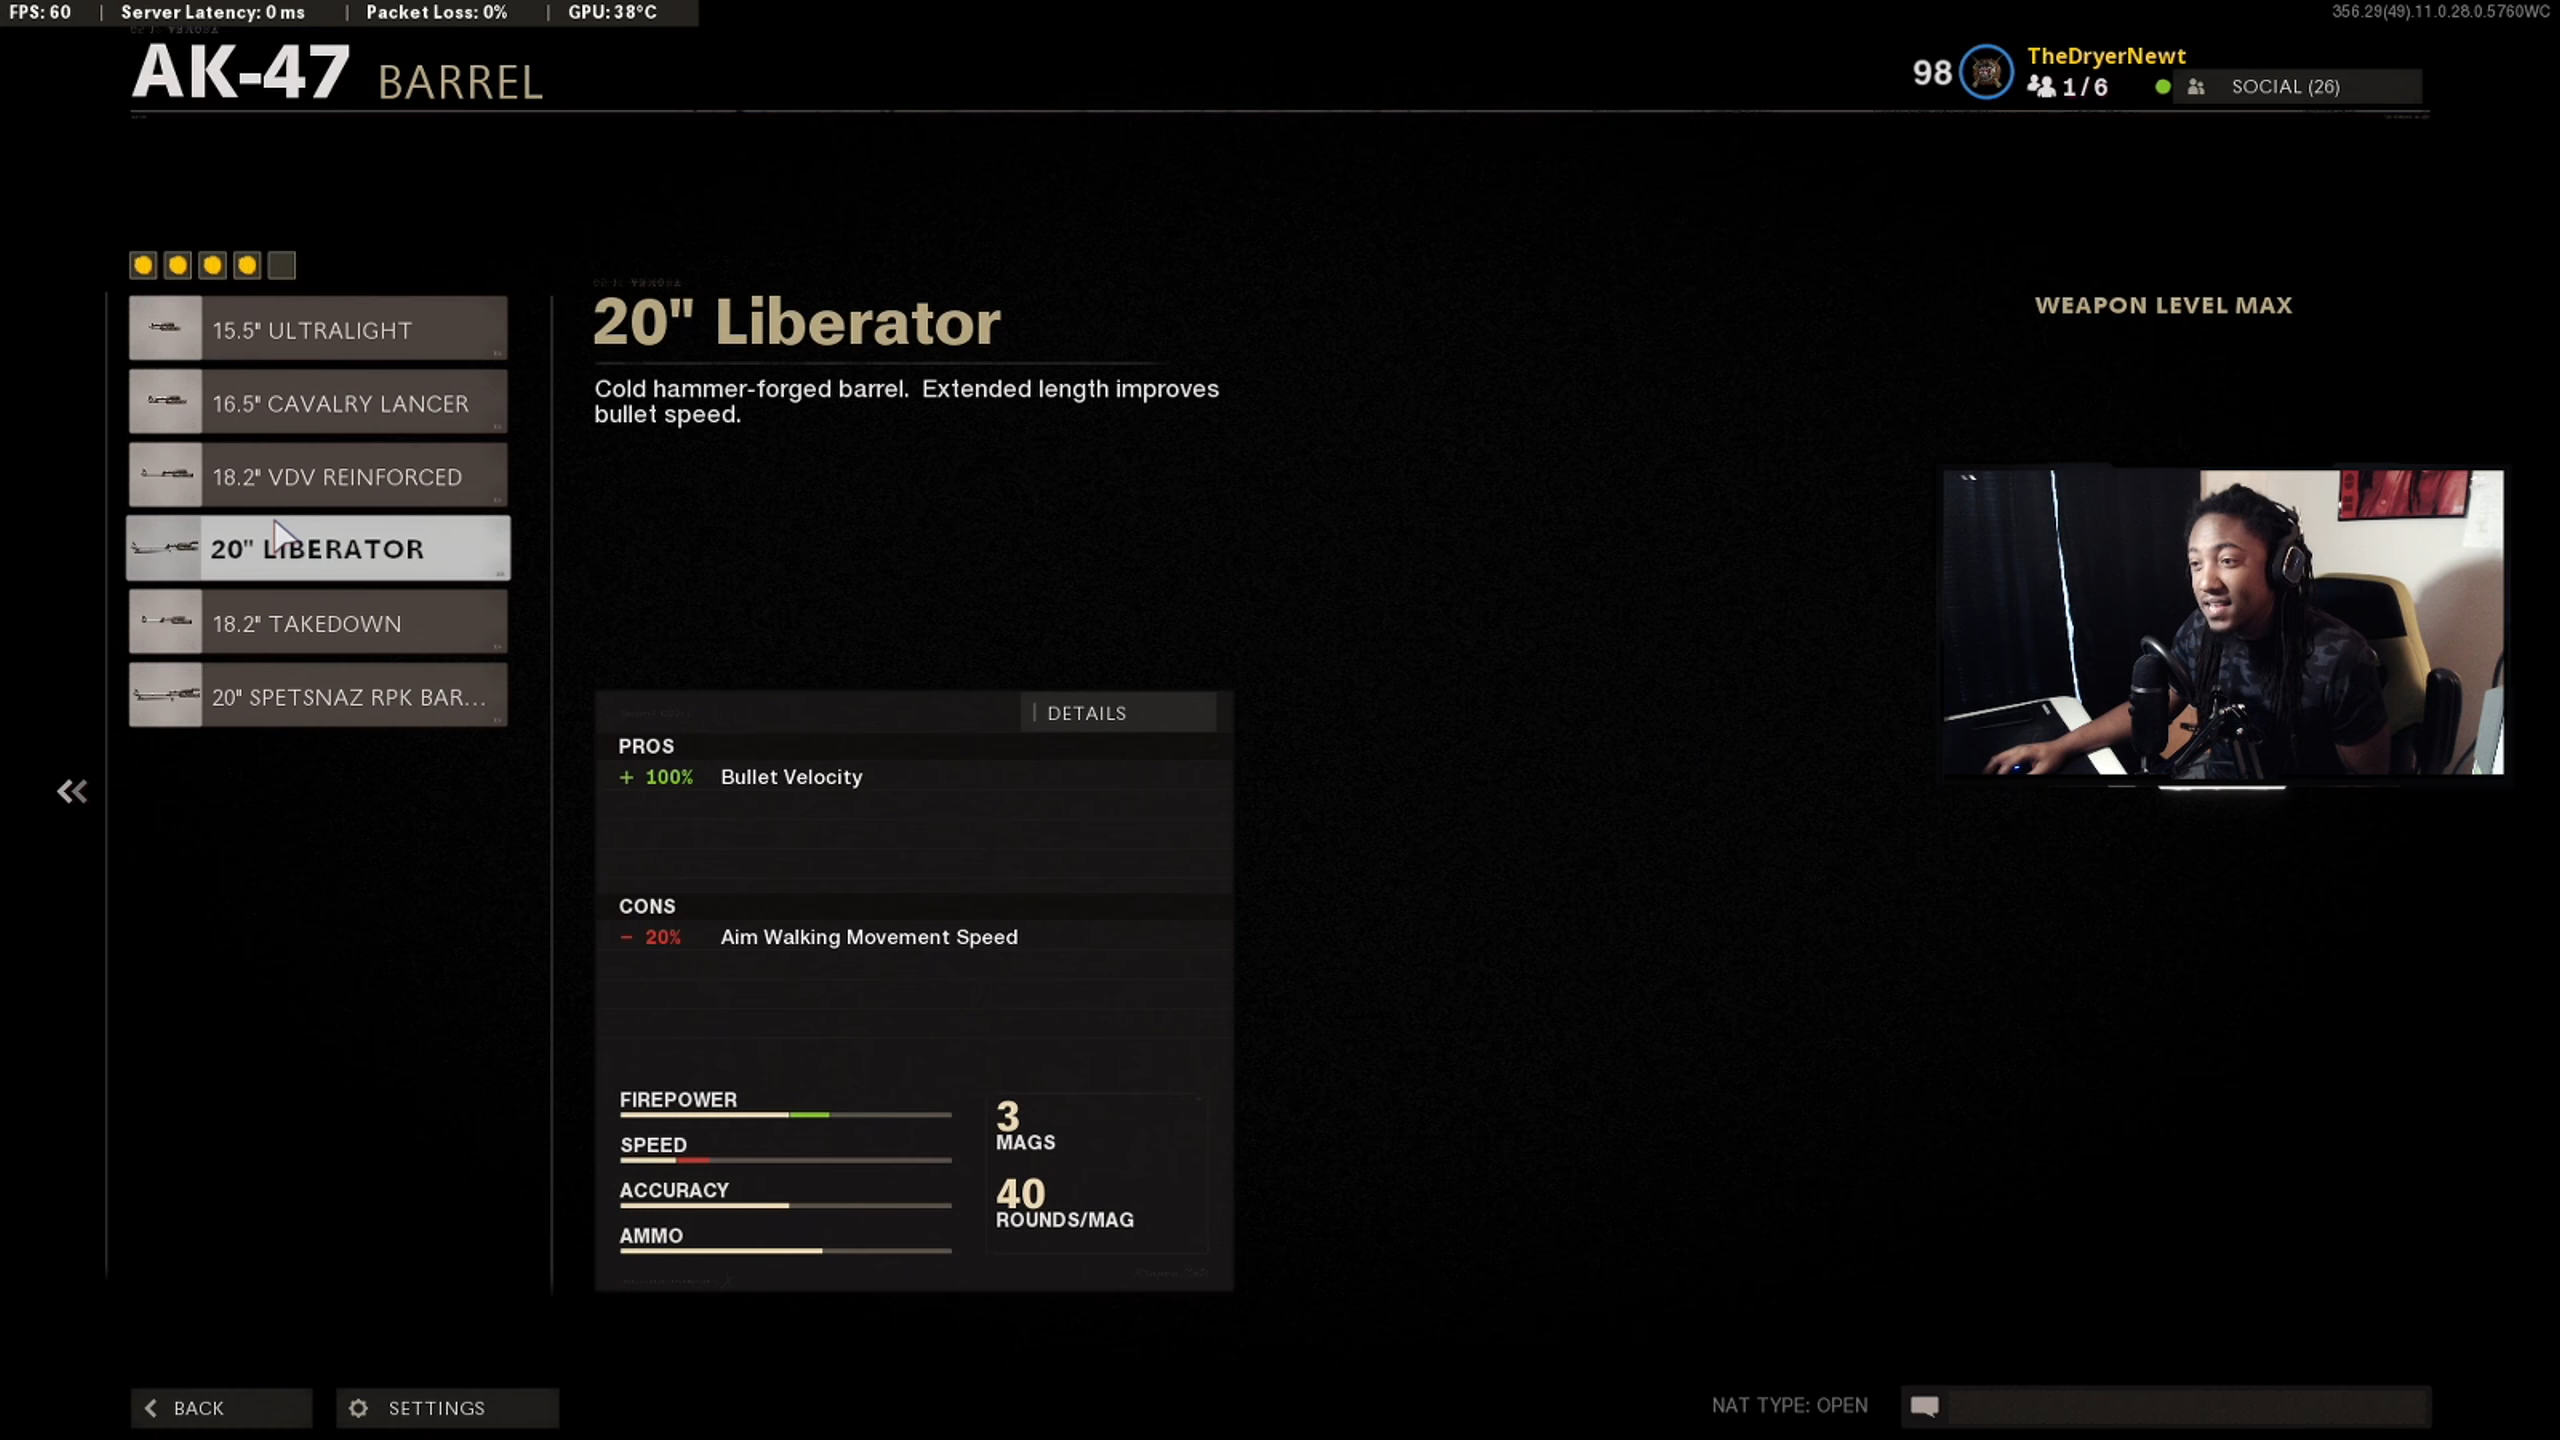 FPS: 60 | Server Latency: 0 ms | Packet Loss: 0% | GPU: 38°C
356.29(49).11.0.28.0.5760WC
AK-47 BARREL
98
TheDryerNewt
1/6
SOCIAL (26)
15.5" ULTRALIGHT
16.5" CAVALRY LANCER
18.2" VDV REINFORCED
20" LIBERATOR
18.2" TAKEDOWN
20" SPETSNAZ RPK BAR...
20" Liberator
Cold hammer-forged barrel. Extended length improves
bullet speed.
WEAPON LEVEL MAX
DETAILS
PROS
+ 100% Bullet Velocity
CONS
- 20% Aim Walking Movement Speed
FIREPOWER
SPEED
ACCURACY
AMMO
3
MAGS
40
ROUNDS/MAG
BACK
SETTINGS
NAT TYPE: OPEN